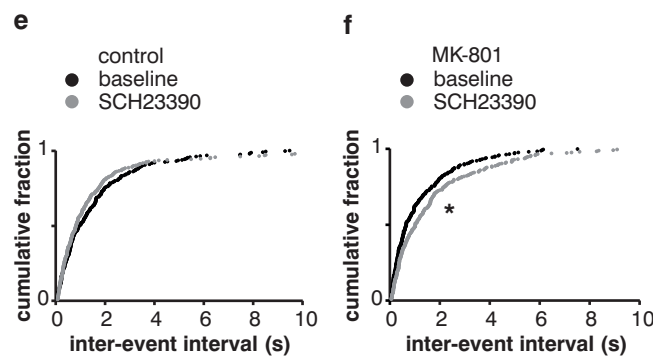 e
control
baseline
SCH23390
cumulative fraction
1
0
0 2 4 6 8 10
inter-event interval (s)
f
MK-801
baseline
SCH23390
cumulative fraction
1
0
0 2 4 6 8 10
inter-event interval (s)
*